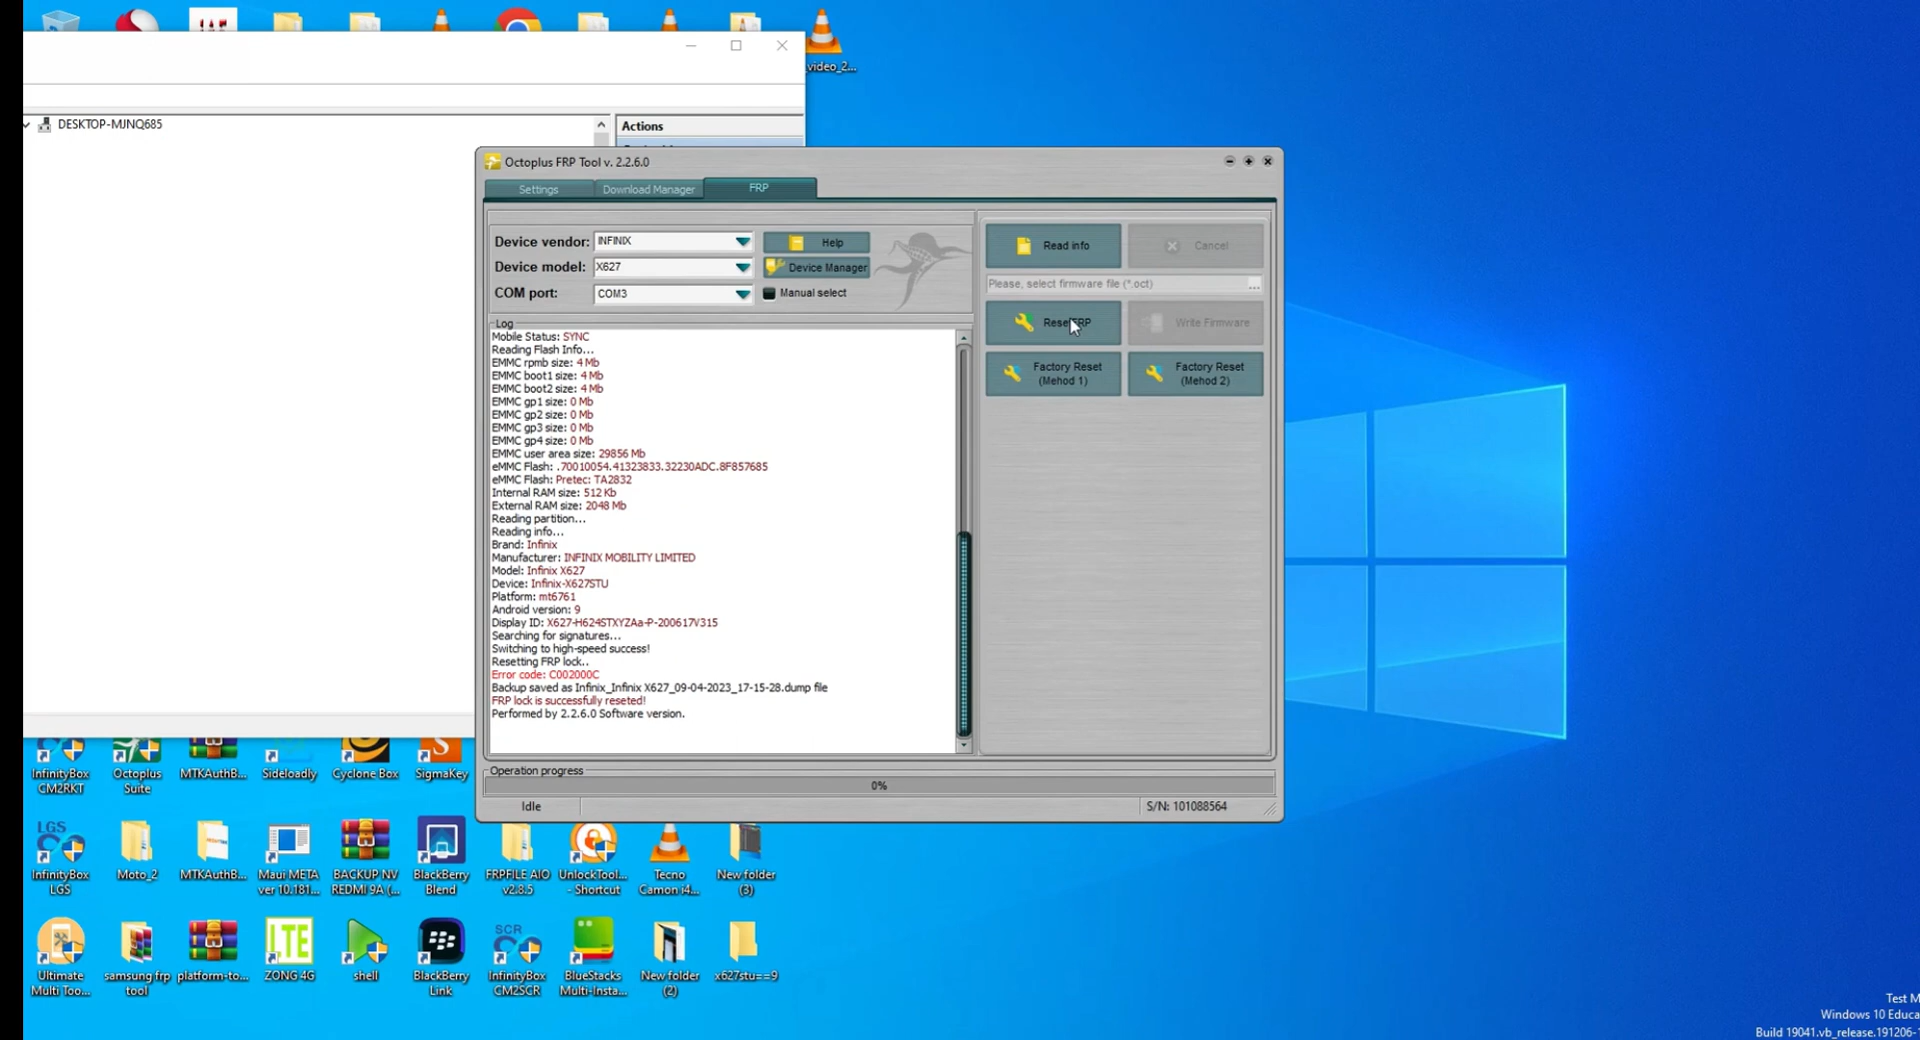 video_2...
DESKTOP-MJNQ685
Actions
Octoplus FRP Tool v. 2.2.6.0
Settings
Download Manager
FRP
Device vendor: INFINIX
Help
Device model: X627
Device Manager
COM port: COM3
Manual select
Read info
Cancel
Please, select firmware file (*.oct)
...
Reset FRP
Write Firmware
Factory Reset
(Mehod 1)
Factory Reset
(Mehod 2)
Log
Mobile Status: SYNC
Reading Flash Info...
EMMC rpmb size: 4 Mb
EMMC boot1 size: 4 Mb
EMMC boot2 size: 4 Mb
EMMC gp1 size: 0 Mb
EMMC gp2 size: 0 Mb
EMMC gp3 size: 0 Mb
EMMC gp4 size: 0 Mb
EMMC user area size: 29856 Mb
eMMC Flash: .70010054.41323833.32230ADC.8F857685
eMMC Flash: Pretec: TA2832
Internal RAM size: 512 Kb
External RAM size: 2048 Mb
Reading partition...
Reading info...
Brand: Infinix
Manufacturer: INFINIX MOBILITY LIMITED
Model: Infinix X627
Device: Infinix-X627STU
Platform: mt6761
Android version: 9
Display ID: X627-H624STXYZAa-P-200617V315
Searching for signatures...
Switching to high-speed success!
Resetting FRP lock..
Error code: C002000C
Backup saved as Infinix_Infinix X627_09-04-2023_17-15-28.dump file
FRP lock is successfully reseted!
Performed by 2.2.6.0 Software version.
Operation progress
0%
Idle
S/N: 101088564
InfinityBox
CM2RKT
Octoplus
Suite
MTKAuthB...
Sideloadly
Cyclone Box
SigmaKey
LGS
InfinityBox
LGS
Moto_2
MTKAuthB...
Maui META
ver 10.181...
BACKUP NV
REDMI 9A (...
BlackBerry
Blend
FRPFILE AIO
v2.8.5
UnlockTool...
- Shortcut
Tecno
Camon i4...
New folder
(3)
Ultimate
Multi Too...
samsung frp
tool
platform-to...
LTE
ZONG 4G
shell
BlackBerry
Link
SCR
InfinityBox
CM2SCR
BlueStacks
Multi-Insta...
New folder
(2)
x627stu==9
Test M
Windows 10 Educa
Build 19041.vb_release.191206-1